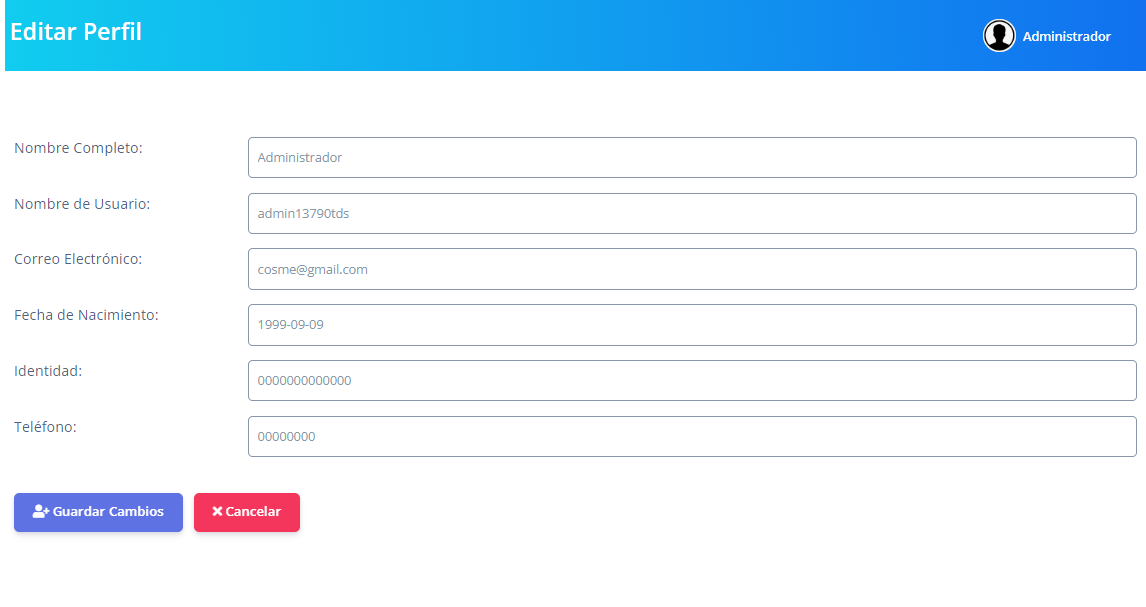 Editar Perfil
Administrador
Nombre Completo:
Administrador
Nombre de Usuario:
admin13790tds
Correo Electrónico:
cosme@gmail.com
Fecha de Nacimiento:
1999-09-09
Identidad:
0000000000000
Teléfono:
00000000
Guardar Cambios
Cancelar